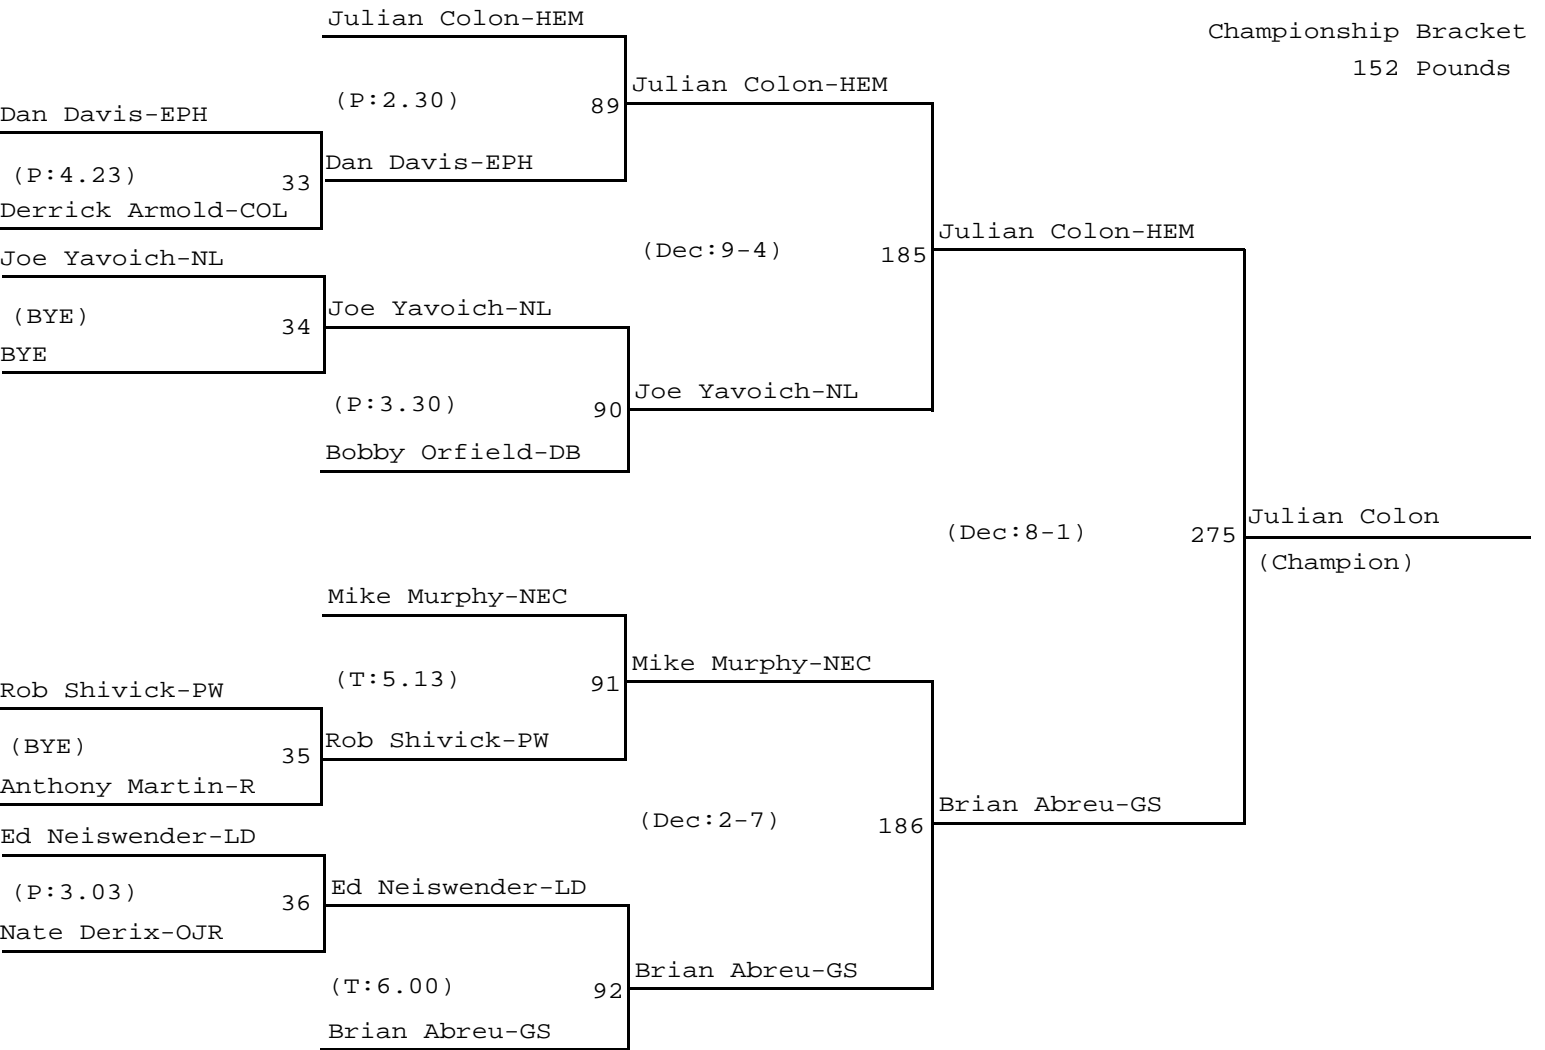 Julian Colon-HEM
Championship Bracket
152 Pounds
Julian Colon-HEM
(P:2.30)
89
Dan Davis-EPH
Dan Davis-EPH
(P:4.23)
33
Derrick Armold-COL
Julian Colon-HEM
(Dec:9-4)
185
Joe Yavoich-NL
Joe Yavoich-NL
(BYE)
34
BYE
Joe Yavoich-NL
(P:3.30)
90
Bobby Orfield-DB
Julian Colon
(Dec:8-1)
275
(Champion)
Mike Murphy-NEC
Mike Murphy-NEC
(T:5.13)
91
Rob Shivick-PW
Rob Shivick-PW
(BYE)
35
Anthony Martin-R
Brian Abreu-GS
(Dec:2-7)
186
Ed Neiswender-LD
Ed Neiswender-LD
(P:3.03)
36
Nate Derix-OJR
Brian Abreu-GS
(T:6.00)
92
Brian Abreu-GS